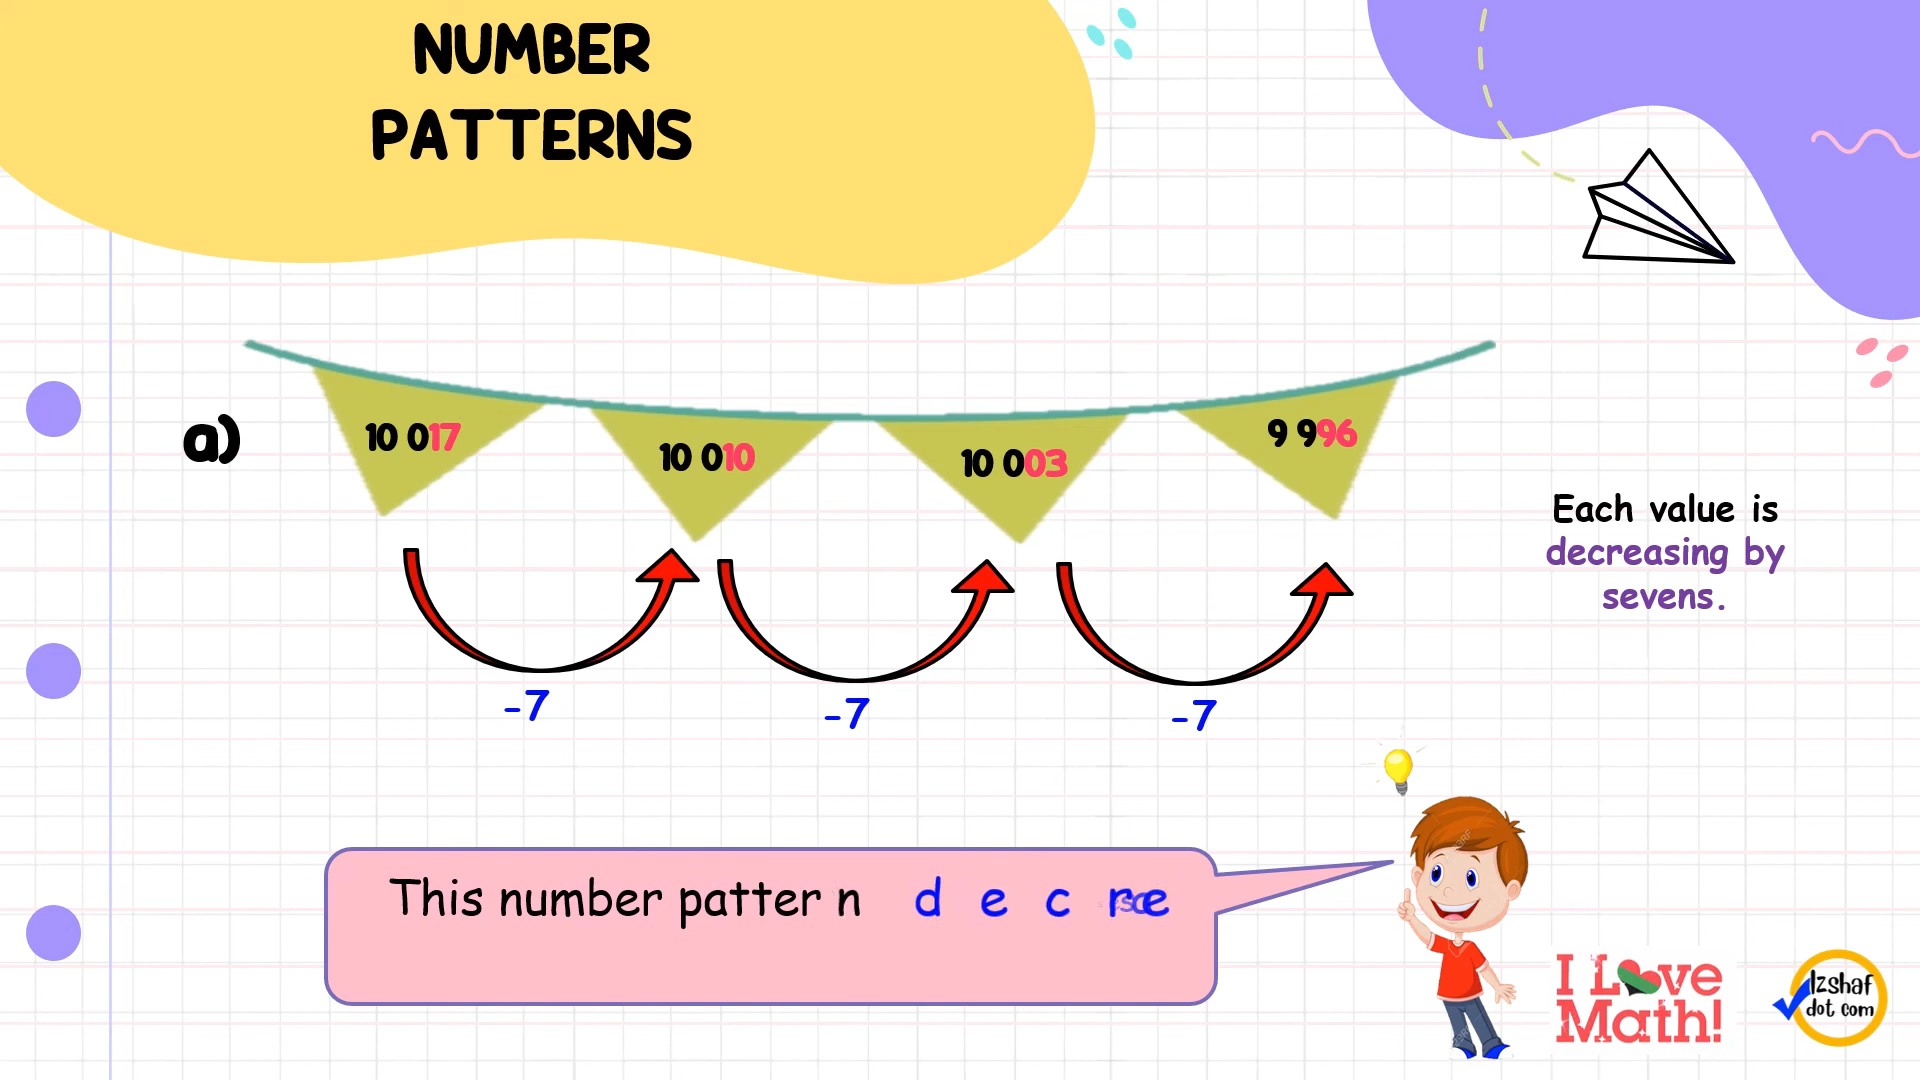 NUMBER
PATTERNS
a)
10 017
10 010
10 003
9 996
Each value is
decreasing by
sevens.
-7
-7
-7
This number pattern
I Love
Math!
Izshaf
dot com